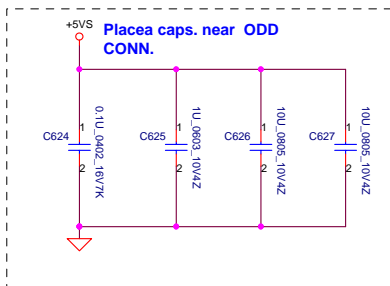 +5VS
Placea caps. near ODD
CONN.
1
2
C624
0.1U_0402_16V7K
1
2
C625
1U_0603_10V4Z
1
2
C626
10U_0805_10V4Z
1
2
C627
10U_0805_10V4Z